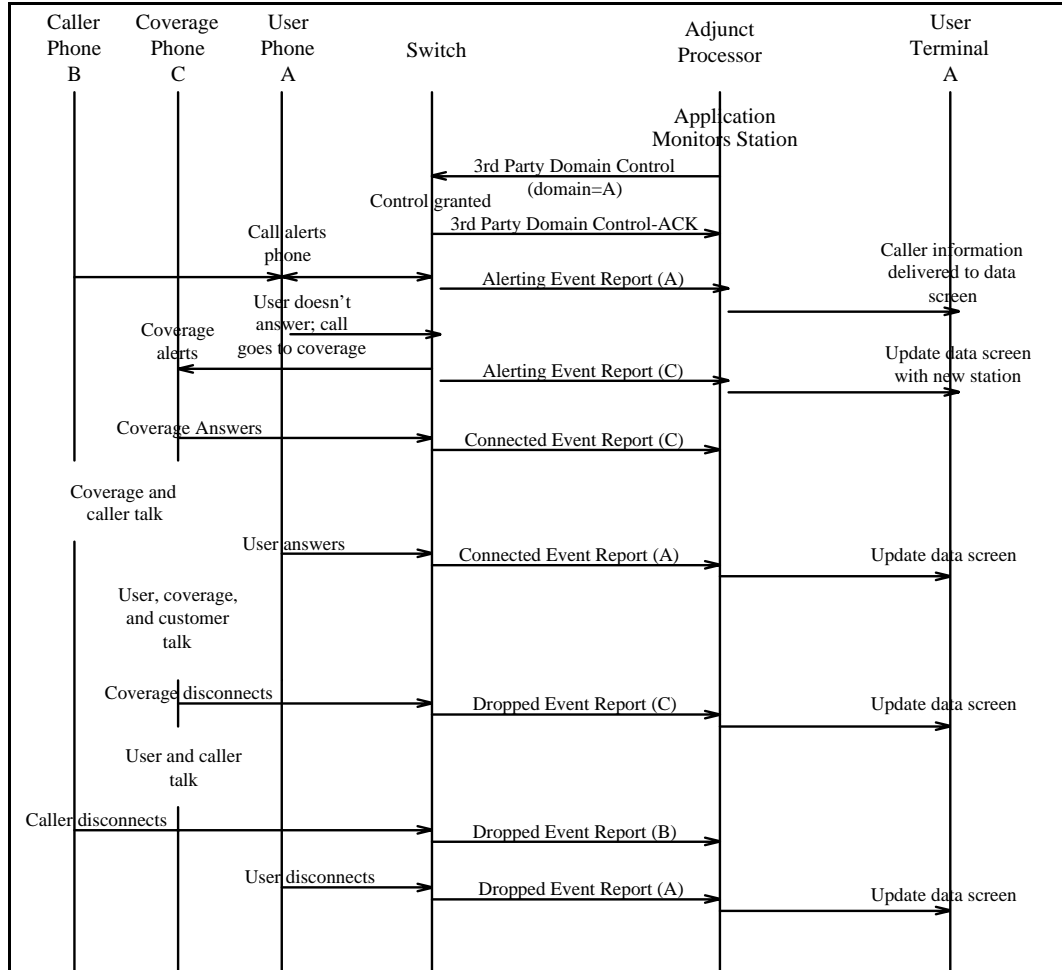 Caller
Phone
B
Coverage
Phone
C
User
Phone
A
Switch
Adjunct
Processor
User
Terminal
A
Application
Monitors Station
3rd Party Domain Control
(domain=A)
Control granted
3rd Party Domain Control-ACK
Call alerts
phone
Alerting Event Report (A)
Caller information
delivered to data
screen
User doesn't
answer; call
goes to coverage
Coverage
alerts
Alerting Event Report (C)
Update data screen
with new station
Coverage Answers
Connected Event Report (C)
Coverage and
caller talk
User answers
Connected Event Report (A)
Update data screen
User, coverage,
and customer
talk
Coverage disconnects
Dropped Event Report (C)
Update data screen
User and caller
talk
Caller disconnects
Dropped Event Report (B)
User disconnects
Dropped Event Report (A)
Update data screen